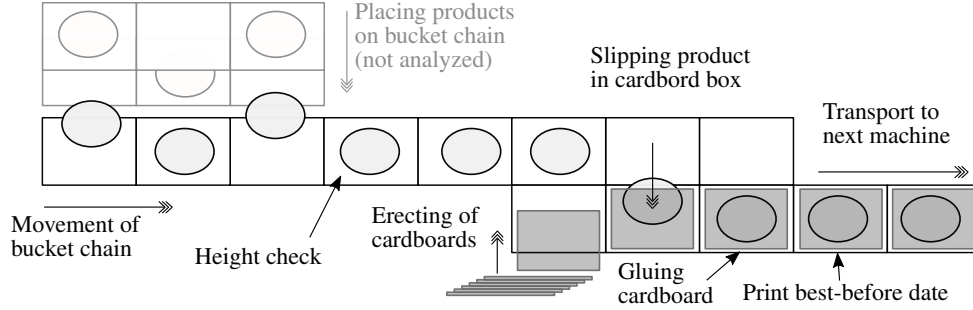 Placing products
on bucket chain
(not analyzed)
Slipping product
in cardbord box
Transport to
next machine
Movement of
bucket chain
Height check
Erecting of
cardboards
Gluing
cardboard
Print best-before date